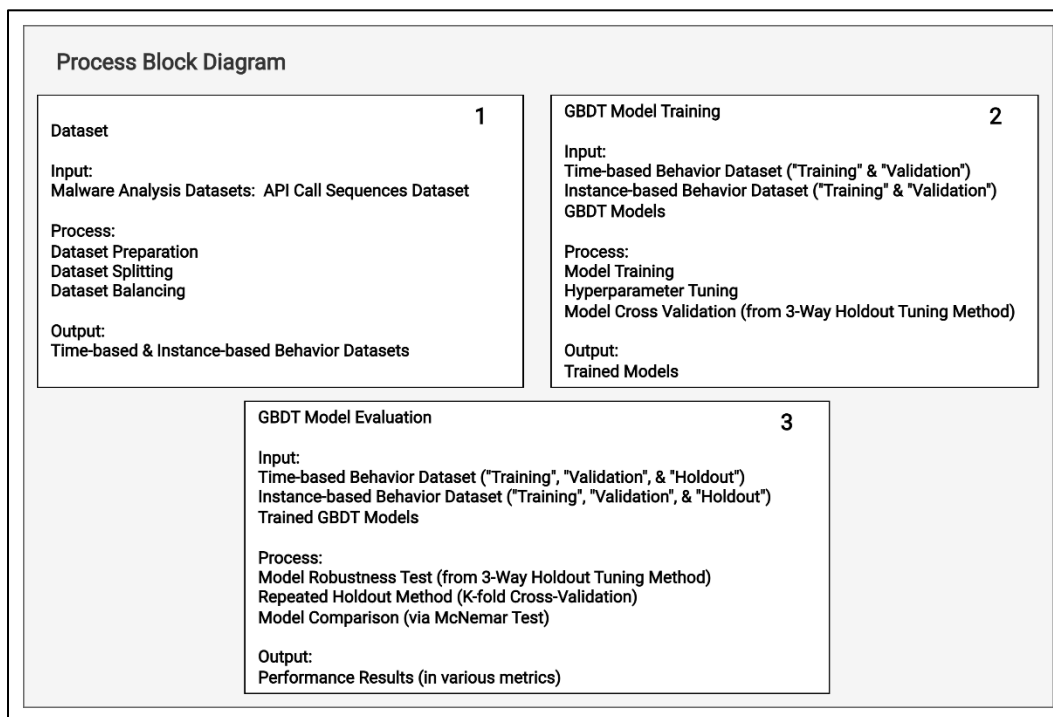 Process Block Diagram
1
Dataset
Input:
Malware Analysis Datasets: API Call Sequences Dataset
Process:
Dataset Preparation
Dataset Splitting
Dataset Balancing
Output:
Time-based & Instance-based Behavior Datasets
2
GBDT Model Training
Input:
Time-based Behavior Dataset ("Training" & "Validation")
Instance-based Behavior Dataset ("Training" & "Validation")
GBDT Models
Process:
Model Training
Hyperparameter Tuning
Model Cross Validation (from 3-Way Holdout Tuning Method)
Output:
Trained Models
3
GBDT Model Evaluation
Input:
Time-based Behavior Dataset ("Training", "Validation", & "Holdout")
Instance-based Behavior Dataset ("Training", "Validation", & "Holdout")
Trained GBDT Models
Process:
Model Robustness Test (from 3-Way Holdout Tuning Method)
Repeated Holdout Method (K-fold Cross-Validation)
Model Comparison (via McNemar Test)
Output:
Performance Results (in various metrics)